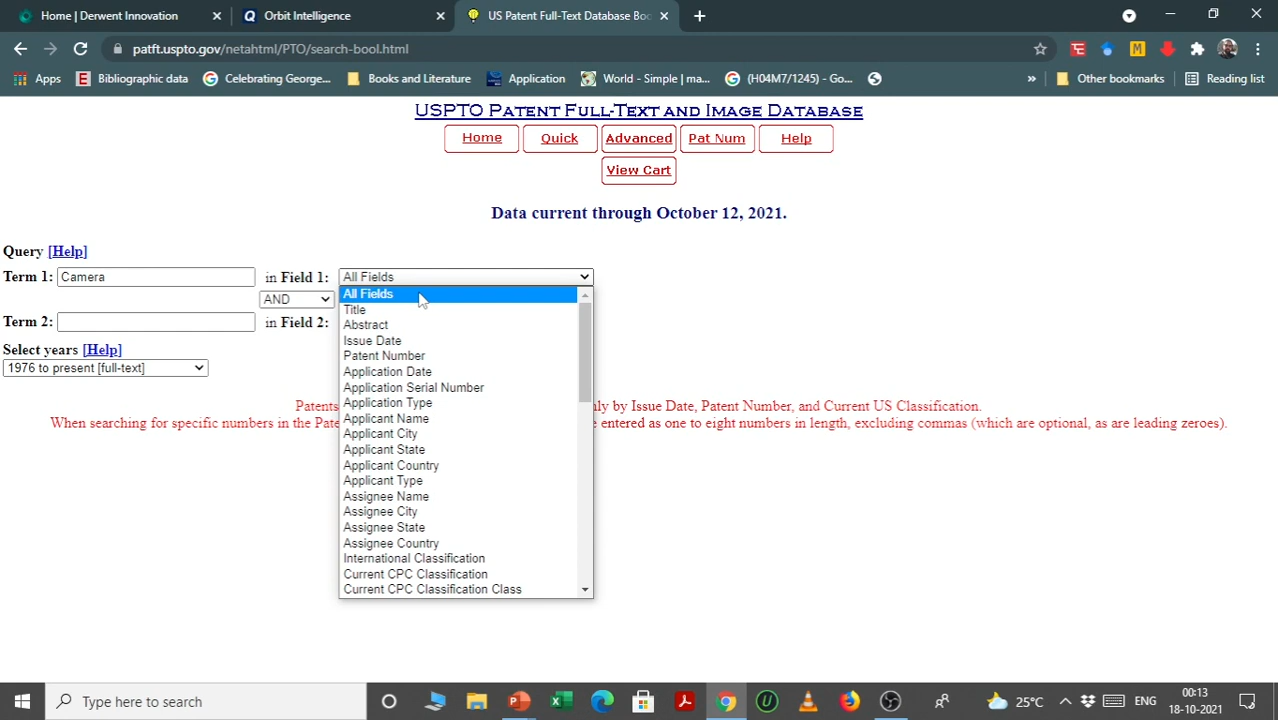 Home | Derwent Innovation
Orbit Intelligence
US Patent Full-Text Database Boo
patft.uspto.gov/netahtml/PTO/search-bool.html
Apps
Bibliographic data
Celebrating George...
Books and Literature
Application
World - Simple | ma...
(H04M7/1245) - Go...
»
Other bookmarks
Reading list
USPTO PATENT FULL-TEXT AND IMAGE DATABASE
Home
Quick
Advanced
Pat Num
Help
View Cart
Data current through October 12, 2021.
Query [Help]
Term 1: Camera in Field 1: All Fields
AND
Term 2: in Field 2:
Select years [Help]
1976 to present [full-text]
All Fields
Title
Abstract
Issue Date
Patent Number
Application Date
Application Serial Number
Application Type
Applicant Name
Applicant City
Applicant State
Applicant Country
Applicant Type
Assignee Name
Assignee City
Assignee State
Assignee Country
International Classification
Current CPC Classification
Current CPC Classification Class
Patents nly by Issue Date, Patent Number, and Current US Classification.
When searching for specific numbers in the Pate e entered as one to eight numbers in length, excluding commas (which are optional, as are leading zeroes).
Type here to search
25°C
ENG
00:13
18-10-2021